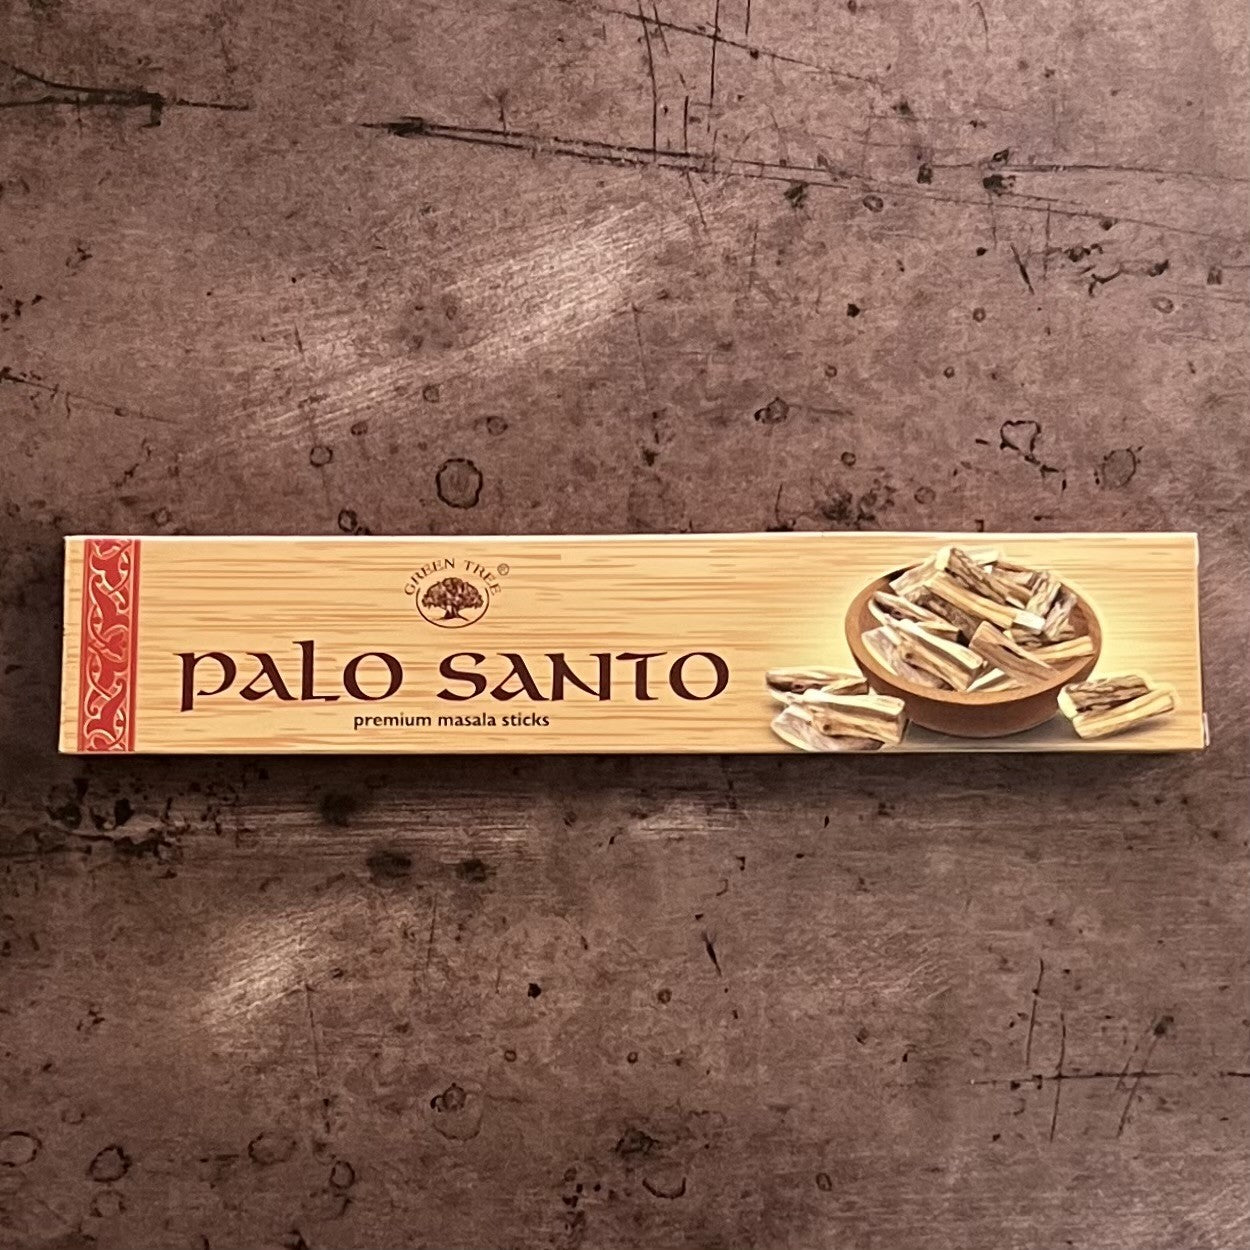 GREEN TREE®
PALO SANTO
premium masala sticks